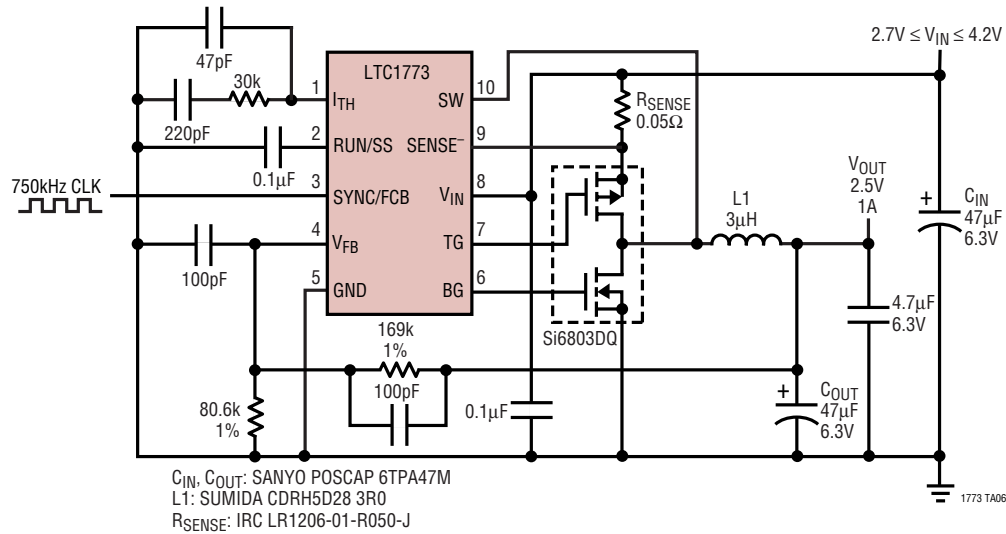 2.7V ≤ VIN ≤ 4.2V
47pF
LTC1773
30k
1
ITH
SW
10
RSENSE
0.05Ω
220pF
2
RUN/SS
SENSE–
9
0.1µF
750kHz CLK
3
SYNC/FCB
VIN
8
VOUT
2.5V
1A
L1
3µH
+
CIN
47µF
6.3V
4
VFB
TG
7
100pF
5
GND
BG
6
4.7µF
6.3V
Si6803DQ
169k
1%
100pF
80.6k
1%
0.1µF
+
COUT
47µF
6.3V
CIN, COUT: SANYO POSCAP 6TPA47M
L1: SUMIDA CDRH5D28 3R0
RSENSE: IRC LR1206-01-R050-J
1773 TA06